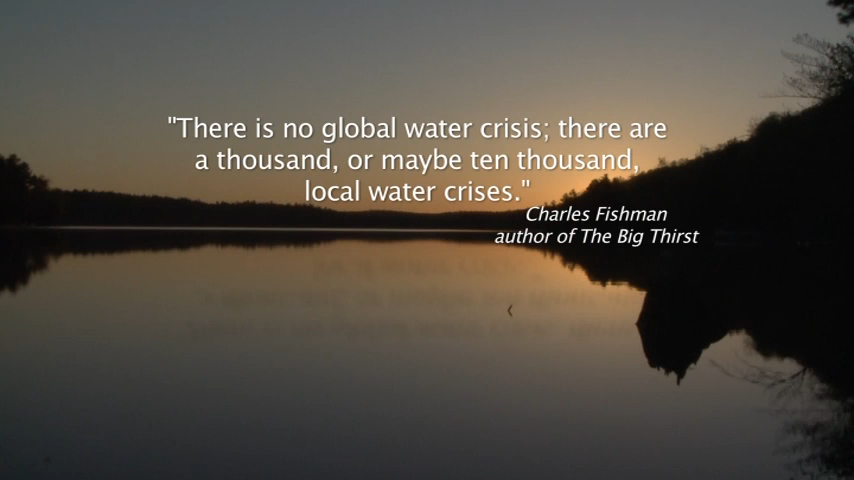 "There is no global water crisis; there are
a thousand, or maybe ten thousand,
local water crises."
Charles Fishman
author of The Big Thirst